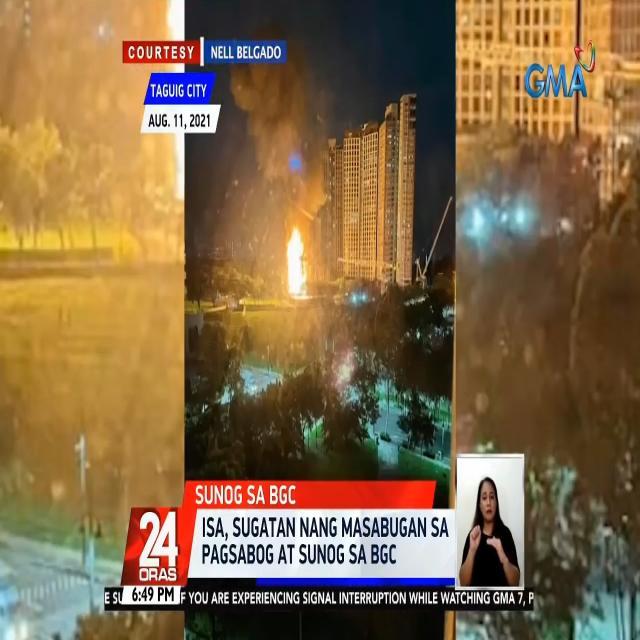 COURTESY NELL BELGADO
TAGUIG CITY
AUG. 11, 2021
GMA
SUNOG SA BGC
ISA, SUGATAN NANG MASABUGAN SA
PAGSABOG AT SUNOG SA BGC
24
ORAS
6:49 PM
IF YOU ARE EXPERIENCING SIGNAL INTERRUPTION WHILE WATCHING GMA 7,